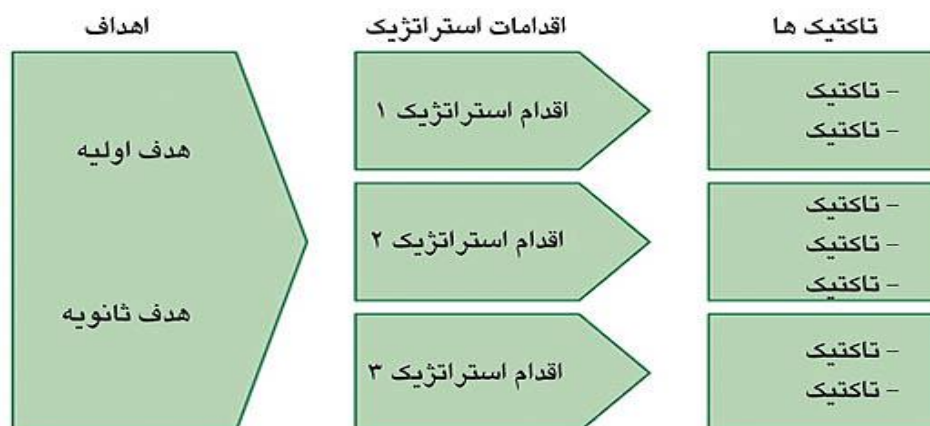 اهداف
هدف اولیه
هدف ثانویه
اقدامات استراتژیک
اقدام استراتژیک ۱
اقدام استراتژیک ۲
اقدام استراتژیک ۳
تاکتیک ها
- تاکتیک
- تاکتیک
- تاکتیک
- تاکتیک
- تاکتیک
- تاکتیک
- تاکتیک